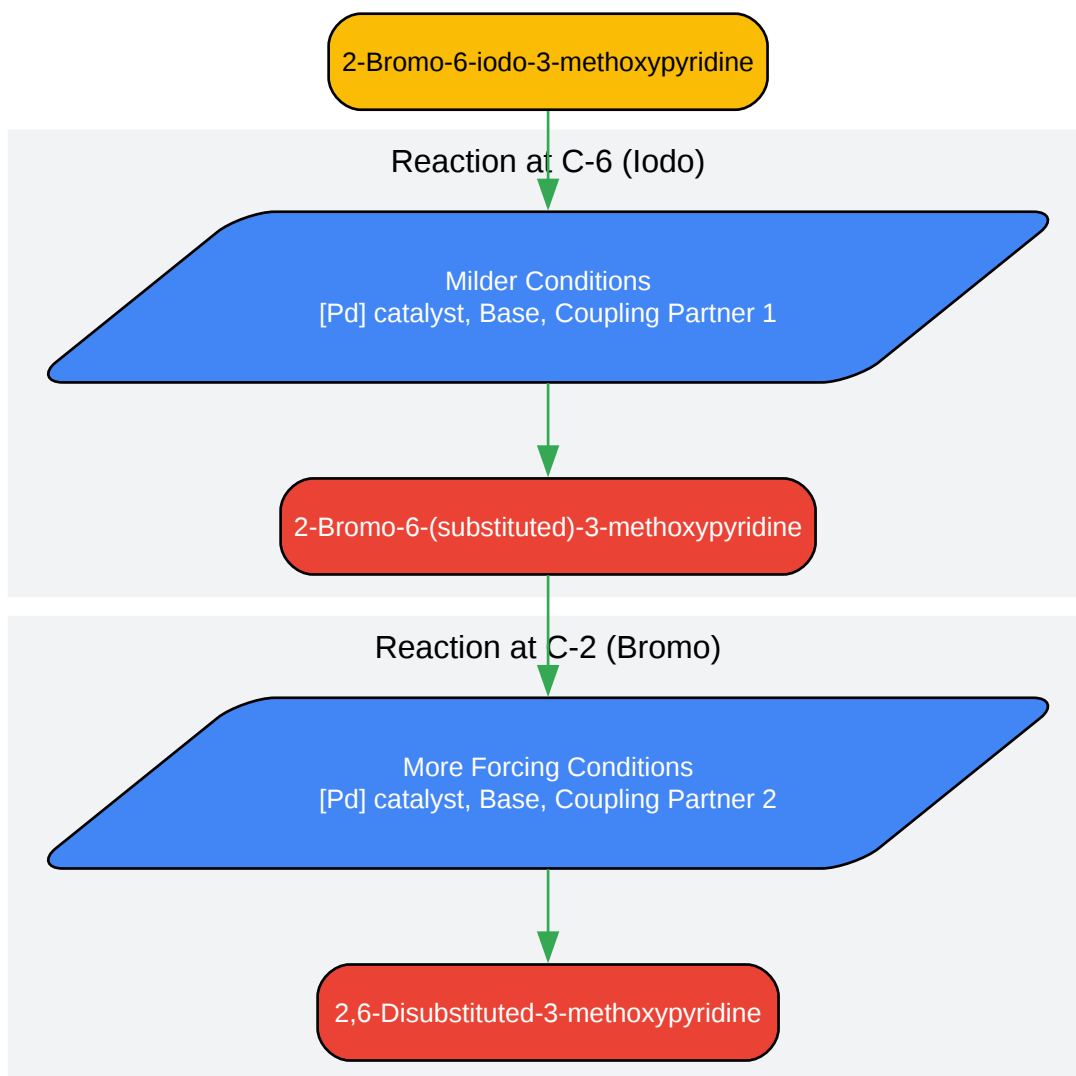 2-Bromo-6-iodo-3-methoxypyridine
Reaction at C-6 (Iodo)
Milder Conditions
[Pd] catalyst, Base, Coupling Partner 1
2-Bromo-6-(substituted)-3-methoxypyridine
Reaction at C-2 (Bromo)
More Forcing Conditions
[Pd] catalyst, Base, Coupling Partner 2
2,6-Disubstituted-3-methoxypyridine